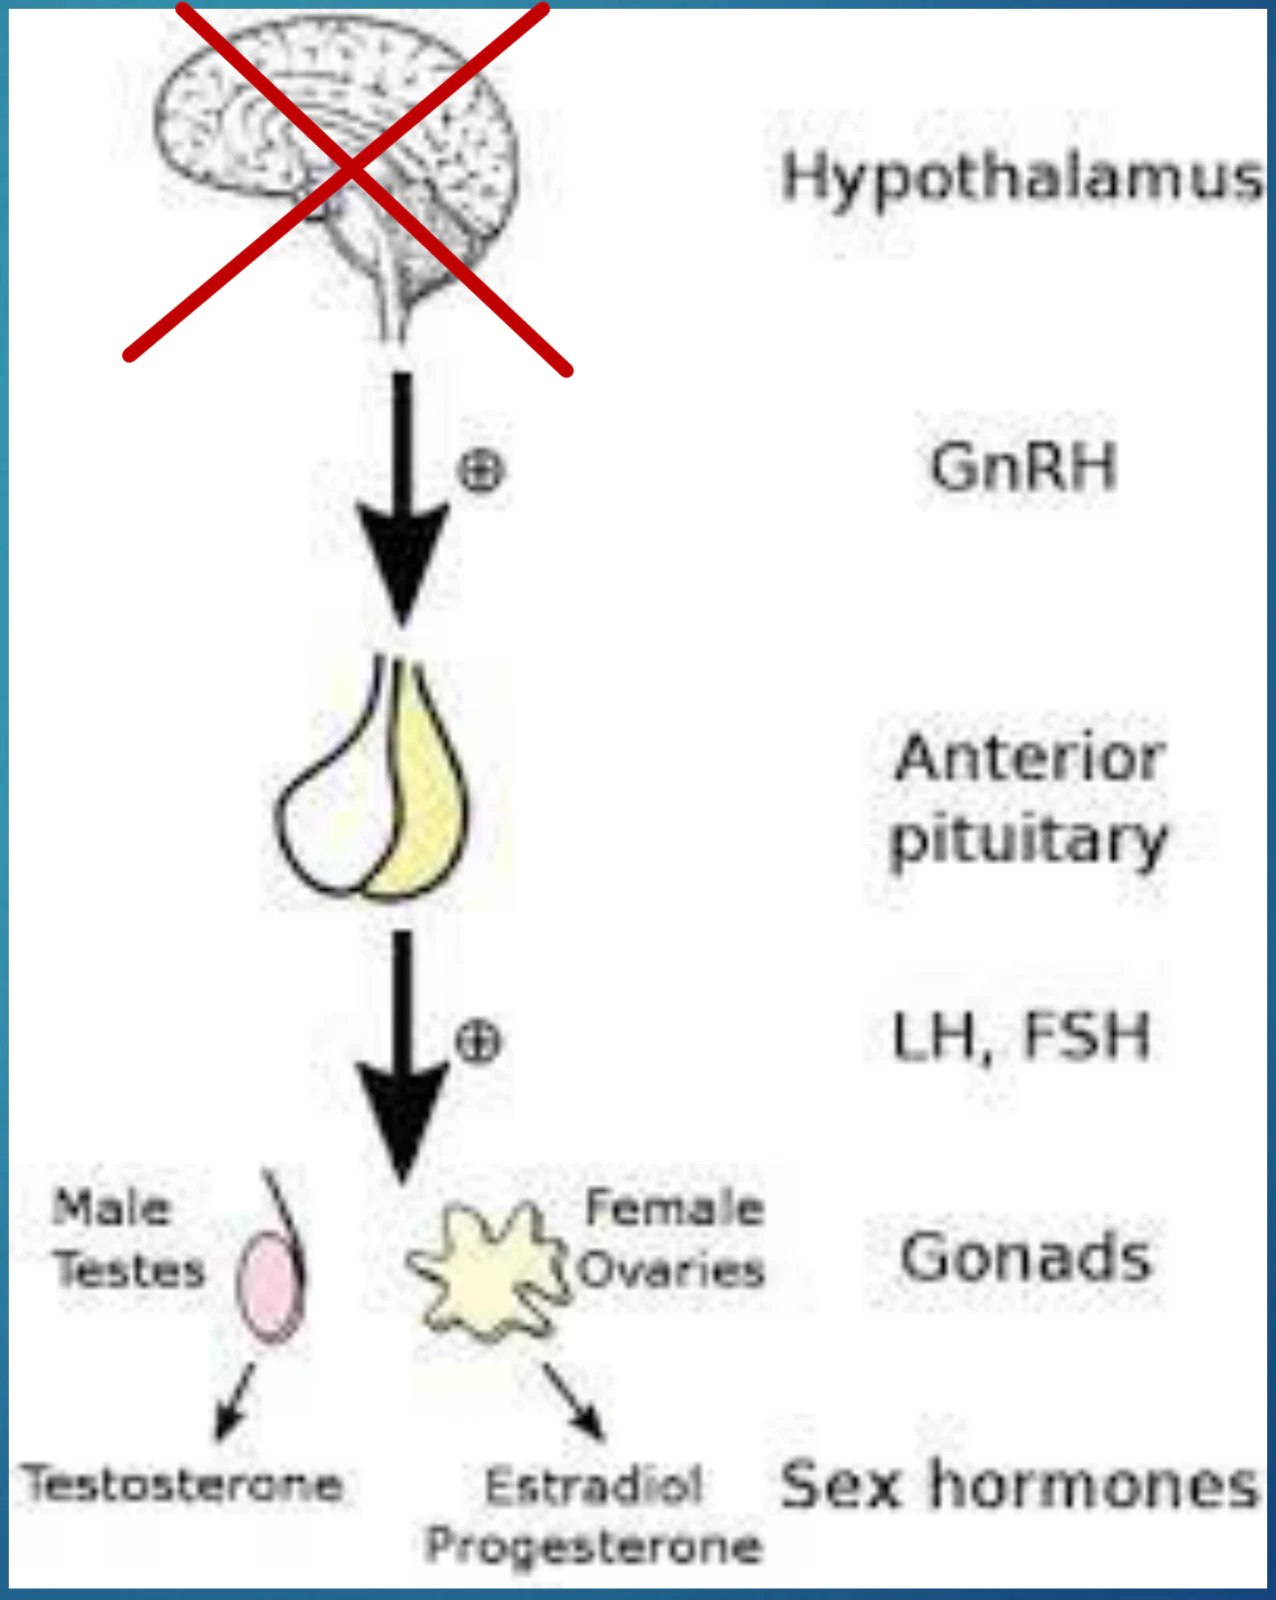 Hypothalamus
GnRH
Anterior
pituitary
LH, FSH
Male
Testes
Female
Ovaries
Gonads
Testosterone
Estradiol
Progesterone
Sex hormones